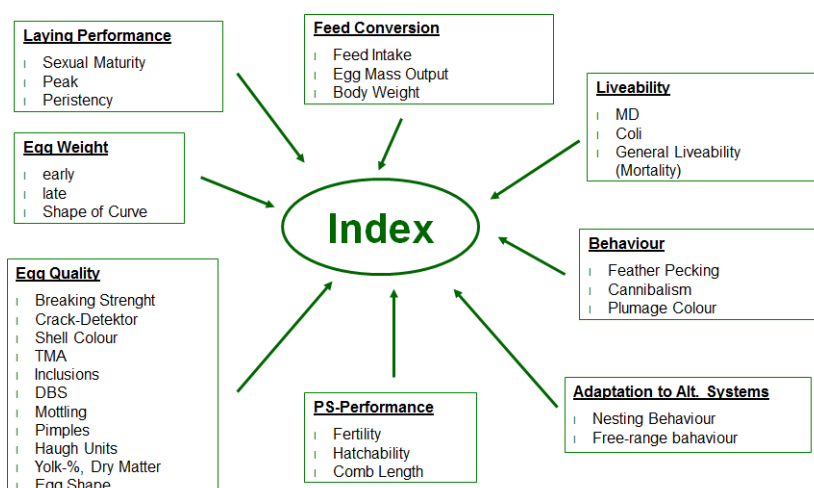 Laying Performance
Sexual Maturity
Peak
Peristency
Feed Conversion
Feed Intake
Egg Mass Output
Body Weight
Liveability
MD
Coli
General Liveability
(Mortality)
Egg Weight
early
late
Shape of Curve
Index
Behaviour
Feather Pecking
Cannibalism
Plumage Colour
Egg Quality
Breaking Strenght
Crack-Detektor
Shell Colour
TMA
Inclusions
DBS
Mottling
Pimples
Haugh Units
Yolk-%, Dry Matter
Egg Shape
PS-Performance
Fertility
Hatchability
Comb Length
Adaptation to Alt. Systems
Nesting Behaviour
Free-range bahaviour